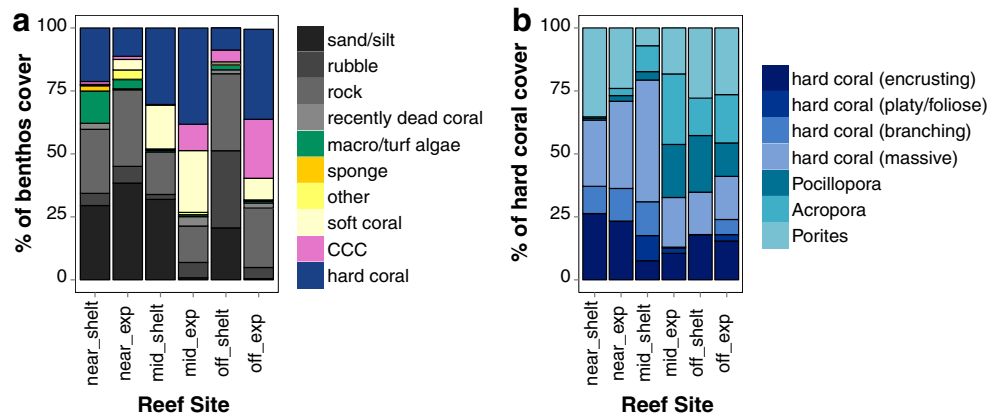 a
% of benthos cover
100
75
50
25
0
near_shelt
near_exp
mid_shelt
mid_exp
off_shelt
off_exp
Reef Site
sand/silt
rubble
rock
recently dead coral
macro/turf algae
sponge
other
soft coral
CCC
hard coral
b
% of hard coral cover
100
75
50
25
0
near_shelt
near_exp
mid_shelt
mid_exp
off_shelt
off_exp
Reef Site
hard coral (encrusting)
hard coral (platy/foliose)
hard coral (branching)
hard coral (massive)
Pocillopora
Acropora
Porites